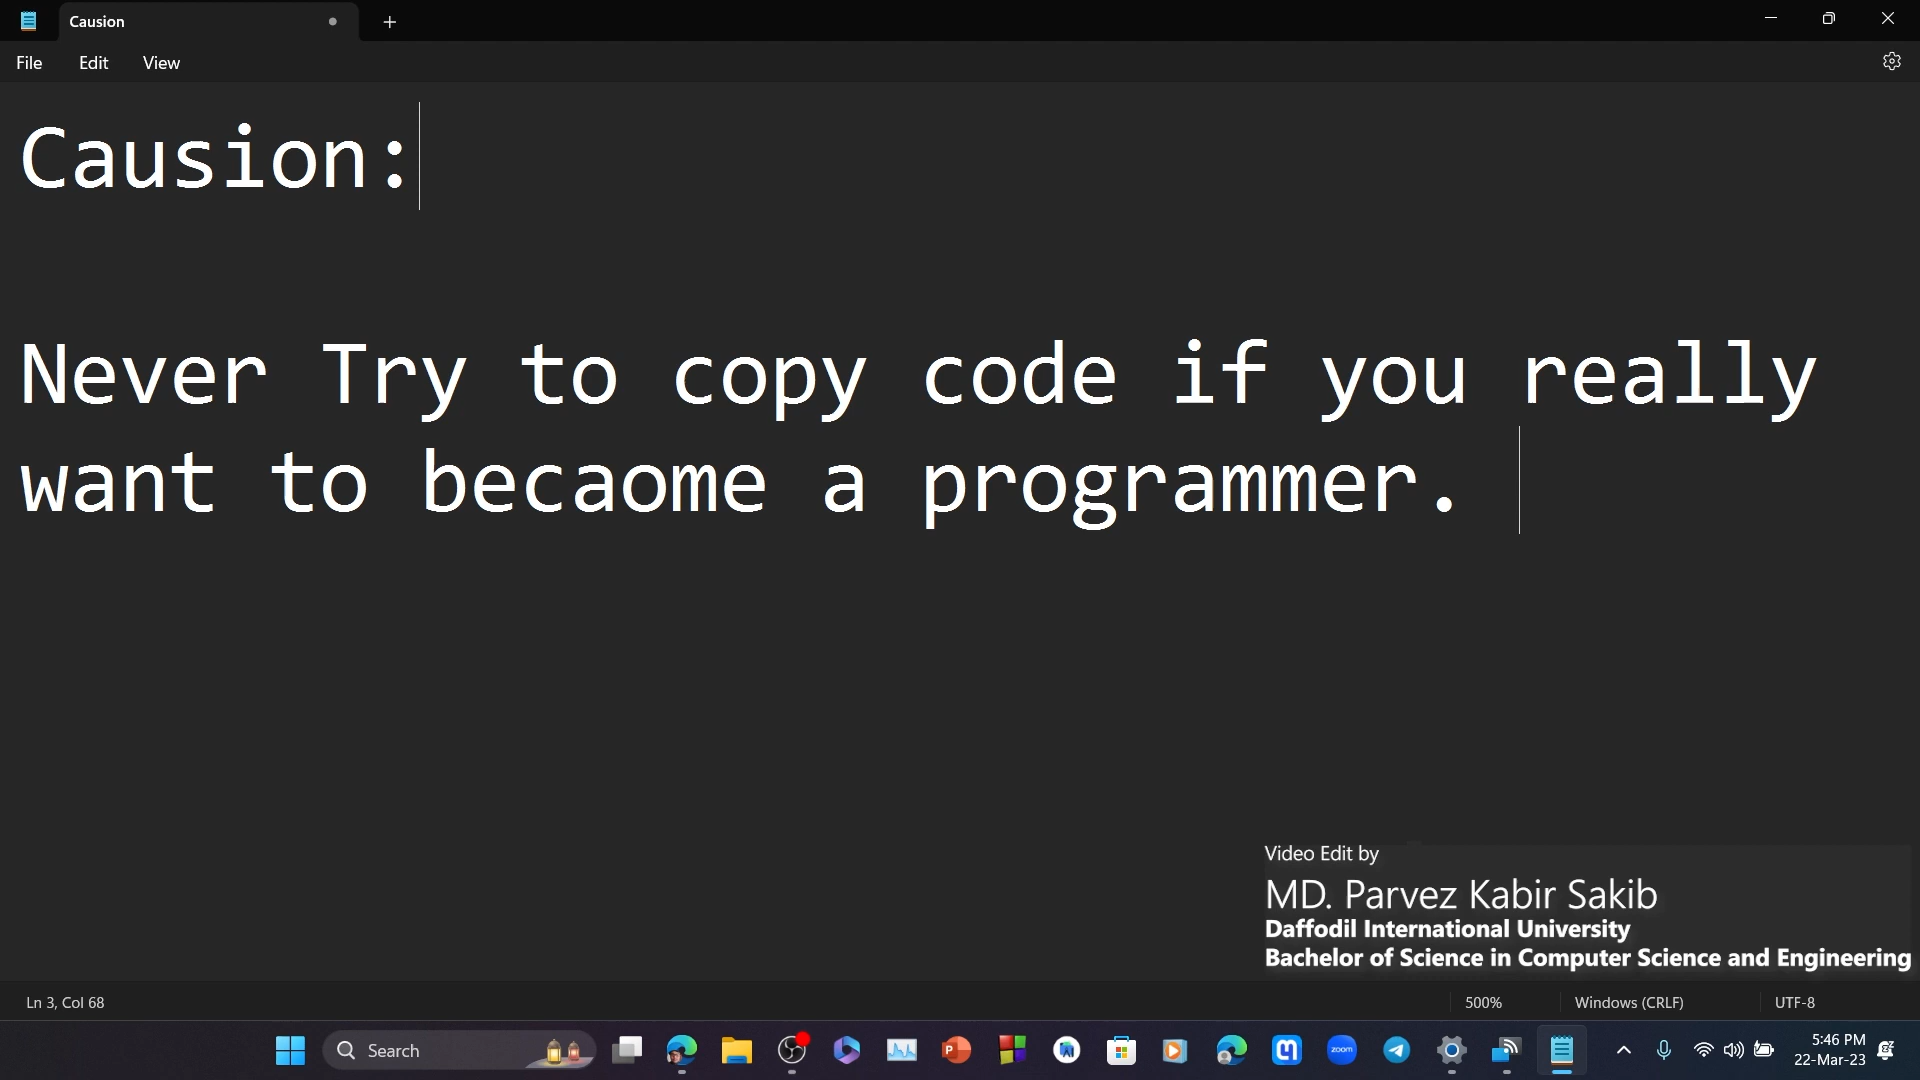 Causion
File Edit View
Causion:
Never Try to copy code if you really
want to becaome a programmer.
Video Edit by
MD. Parvez Kabir Sakib
Daffodil International University
Bachelor of Science in Computer Science and Engineering
Ln 3, Col 68 500% Windows (CRLF) UTF-8
Search zoom 5:46 PM
22-Mar-23